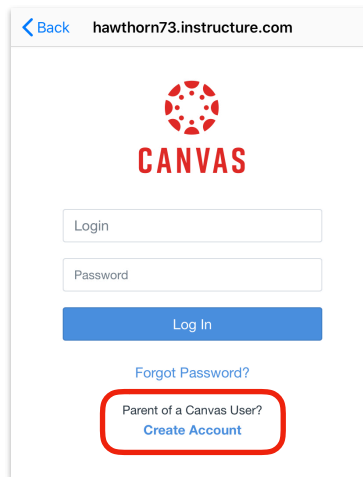 Back hawthorn73.instructure.com
CANVAS
Login
Password
Log In
Forgot Password?
Parent of a Canvas User?
Create Account